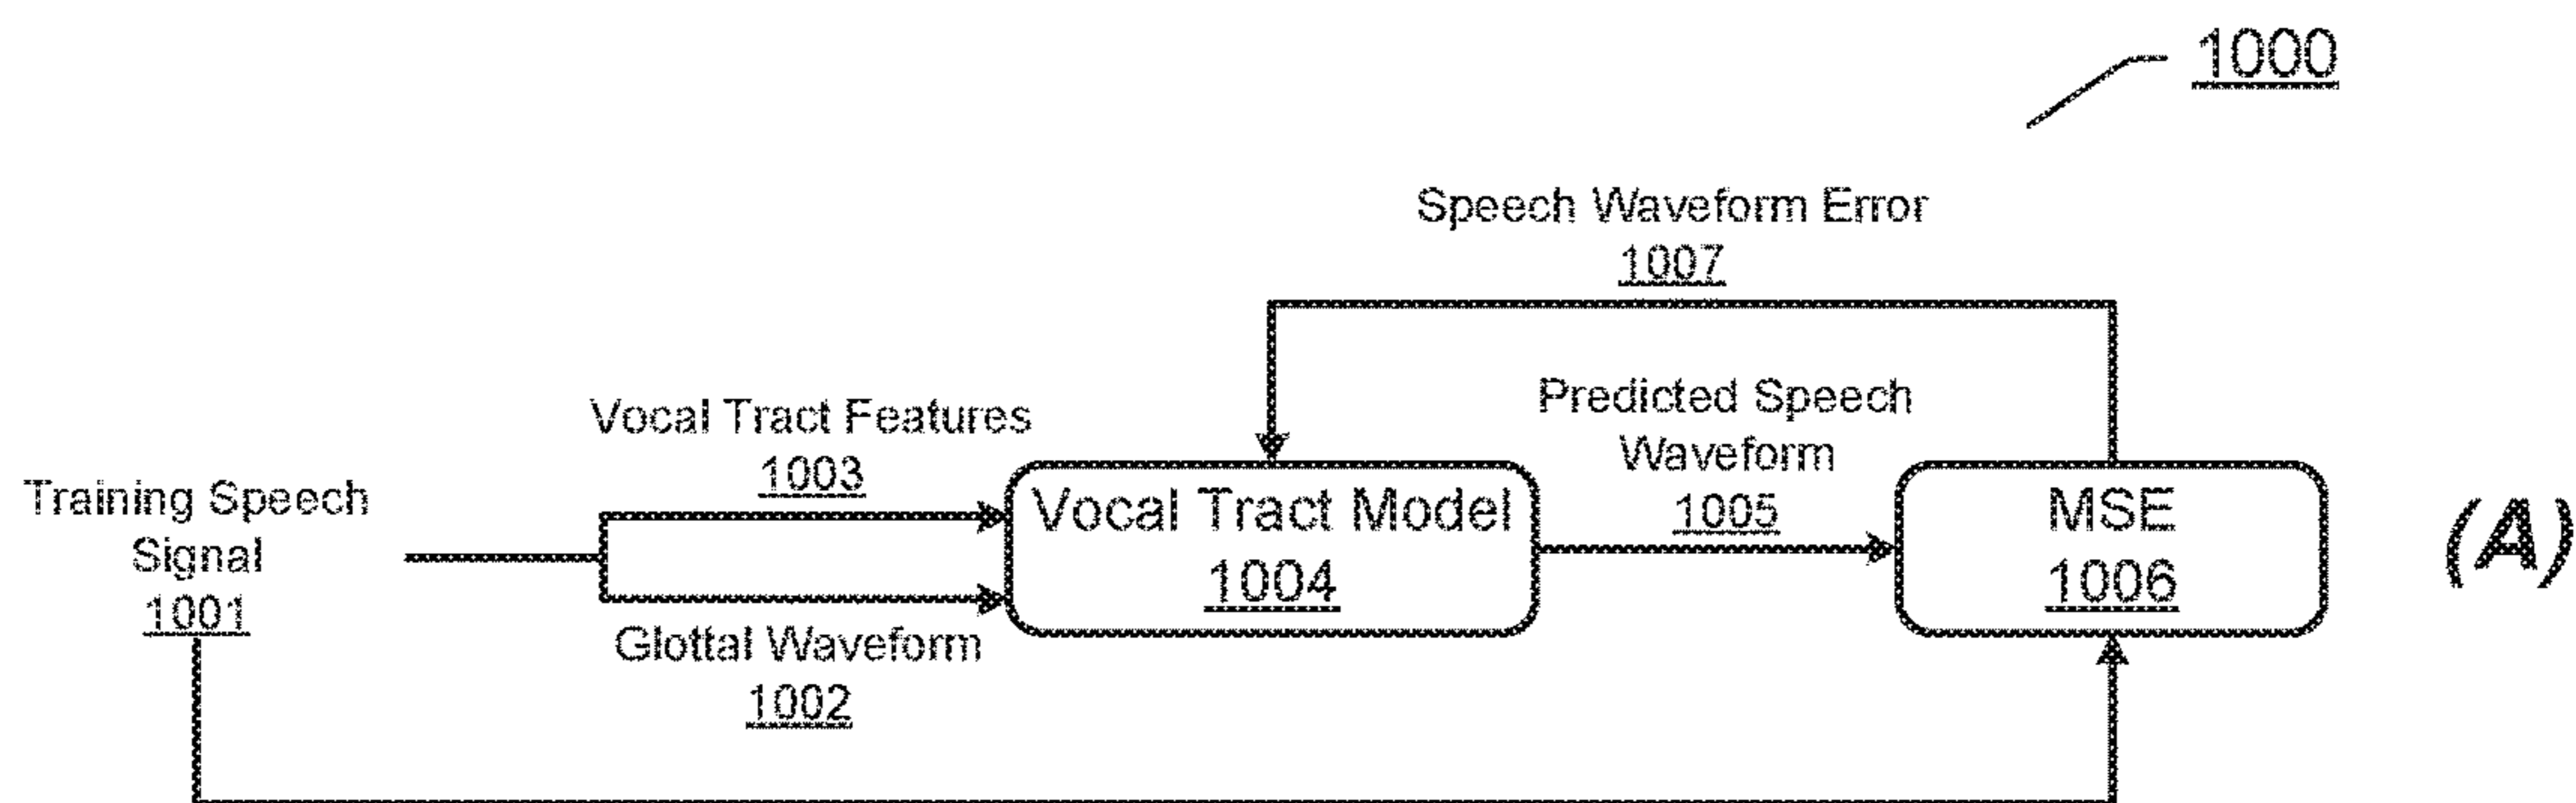 1000
Speech Waveform Error
1007
Vocal Tract Features
1003
Predicted Speech
Waveform
1005
Training Speech
Signal
1001
Vocal Tract Model
1004
MSE
1006
(A)
Glottal Waveform
1002